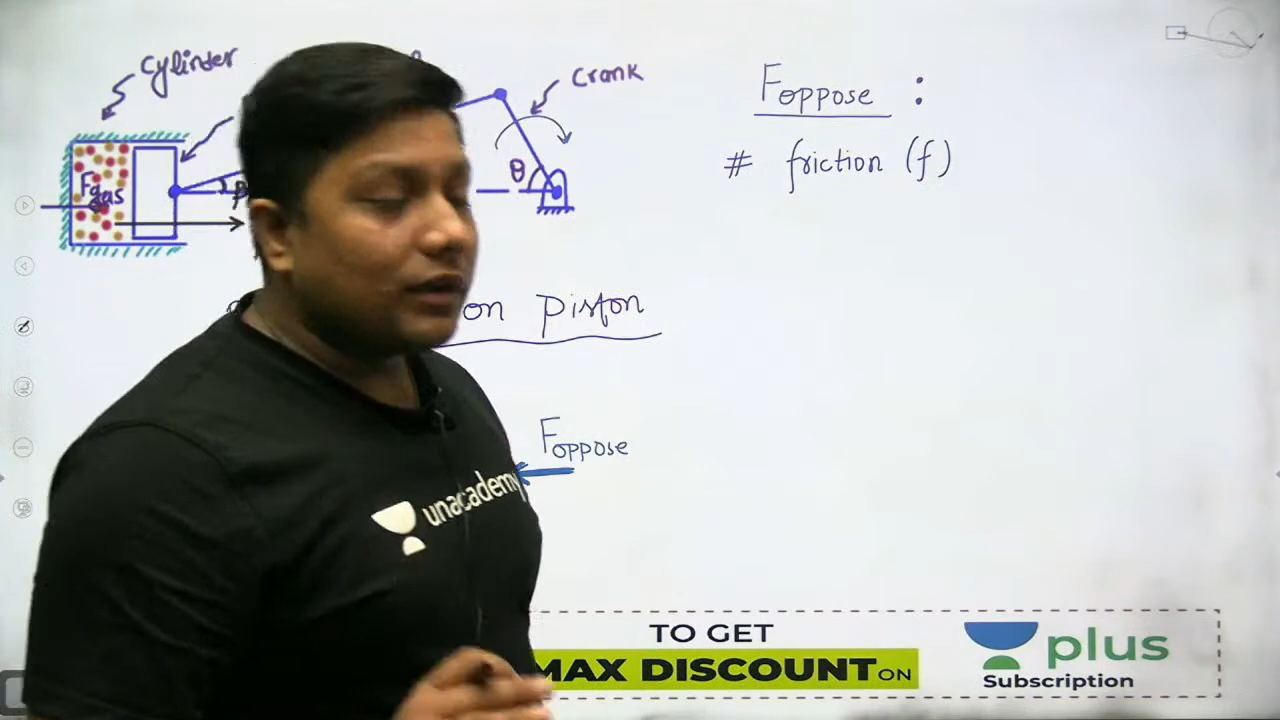 Cylinder
Crank
θ
Fgas
Foppose :
# friction (f)
on piston
Foppose
unacademy
TO GET
MAX DISCOUNT ON
plus
Subscription